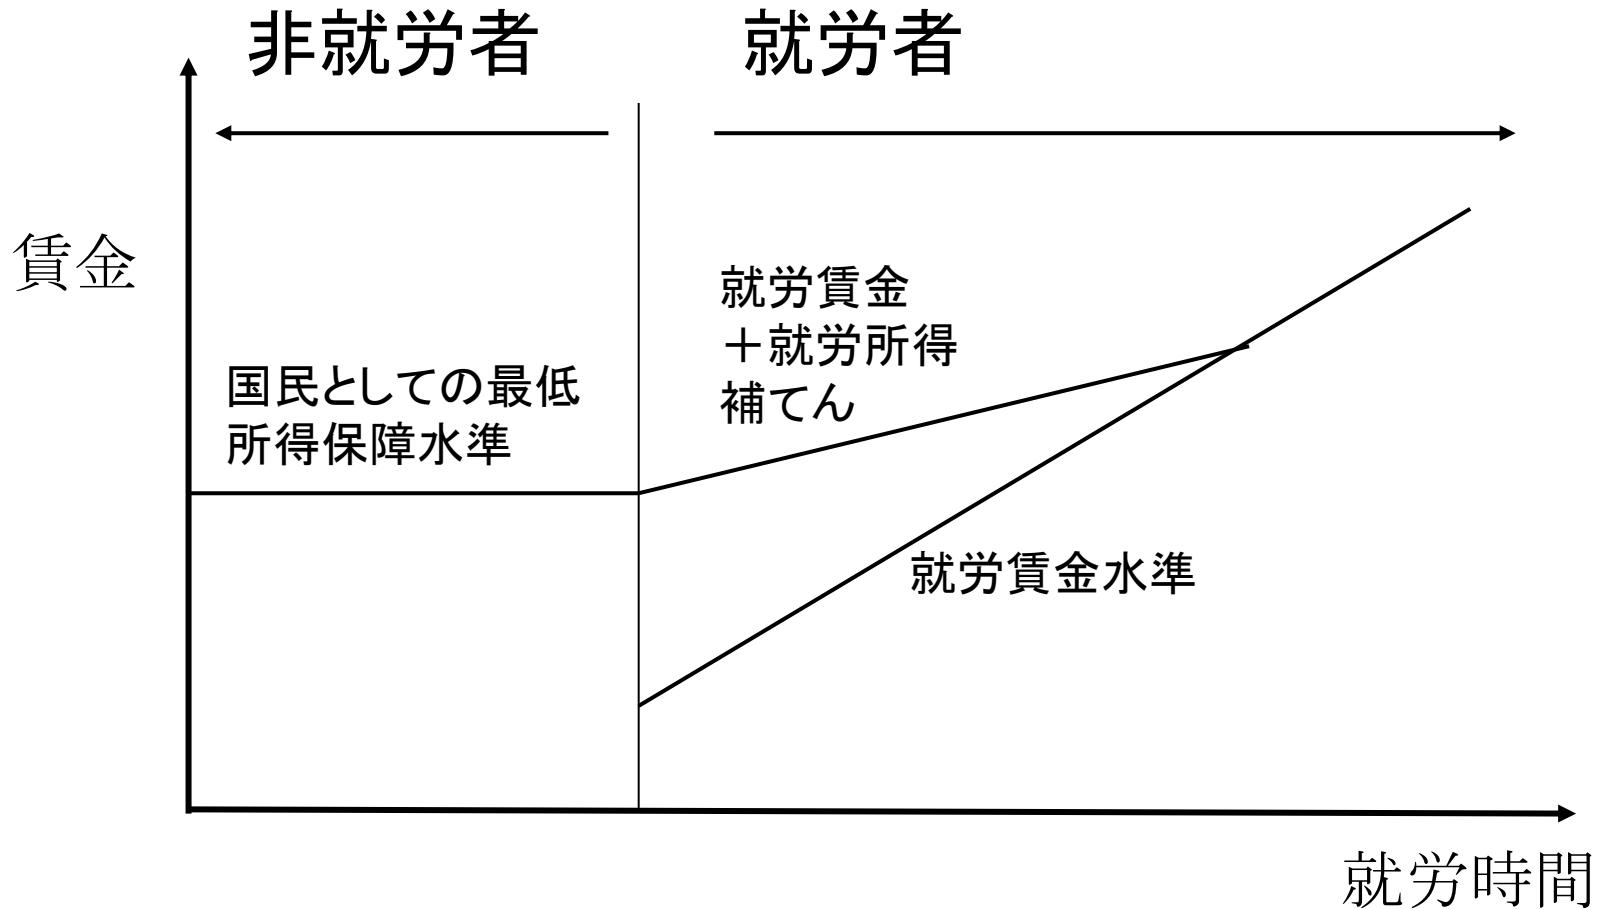 非就労者
就労者
賃金
就労賃金
＋就労所得
補てん
国民としての最低
所得保障水準
就労賃金水準
就労時間